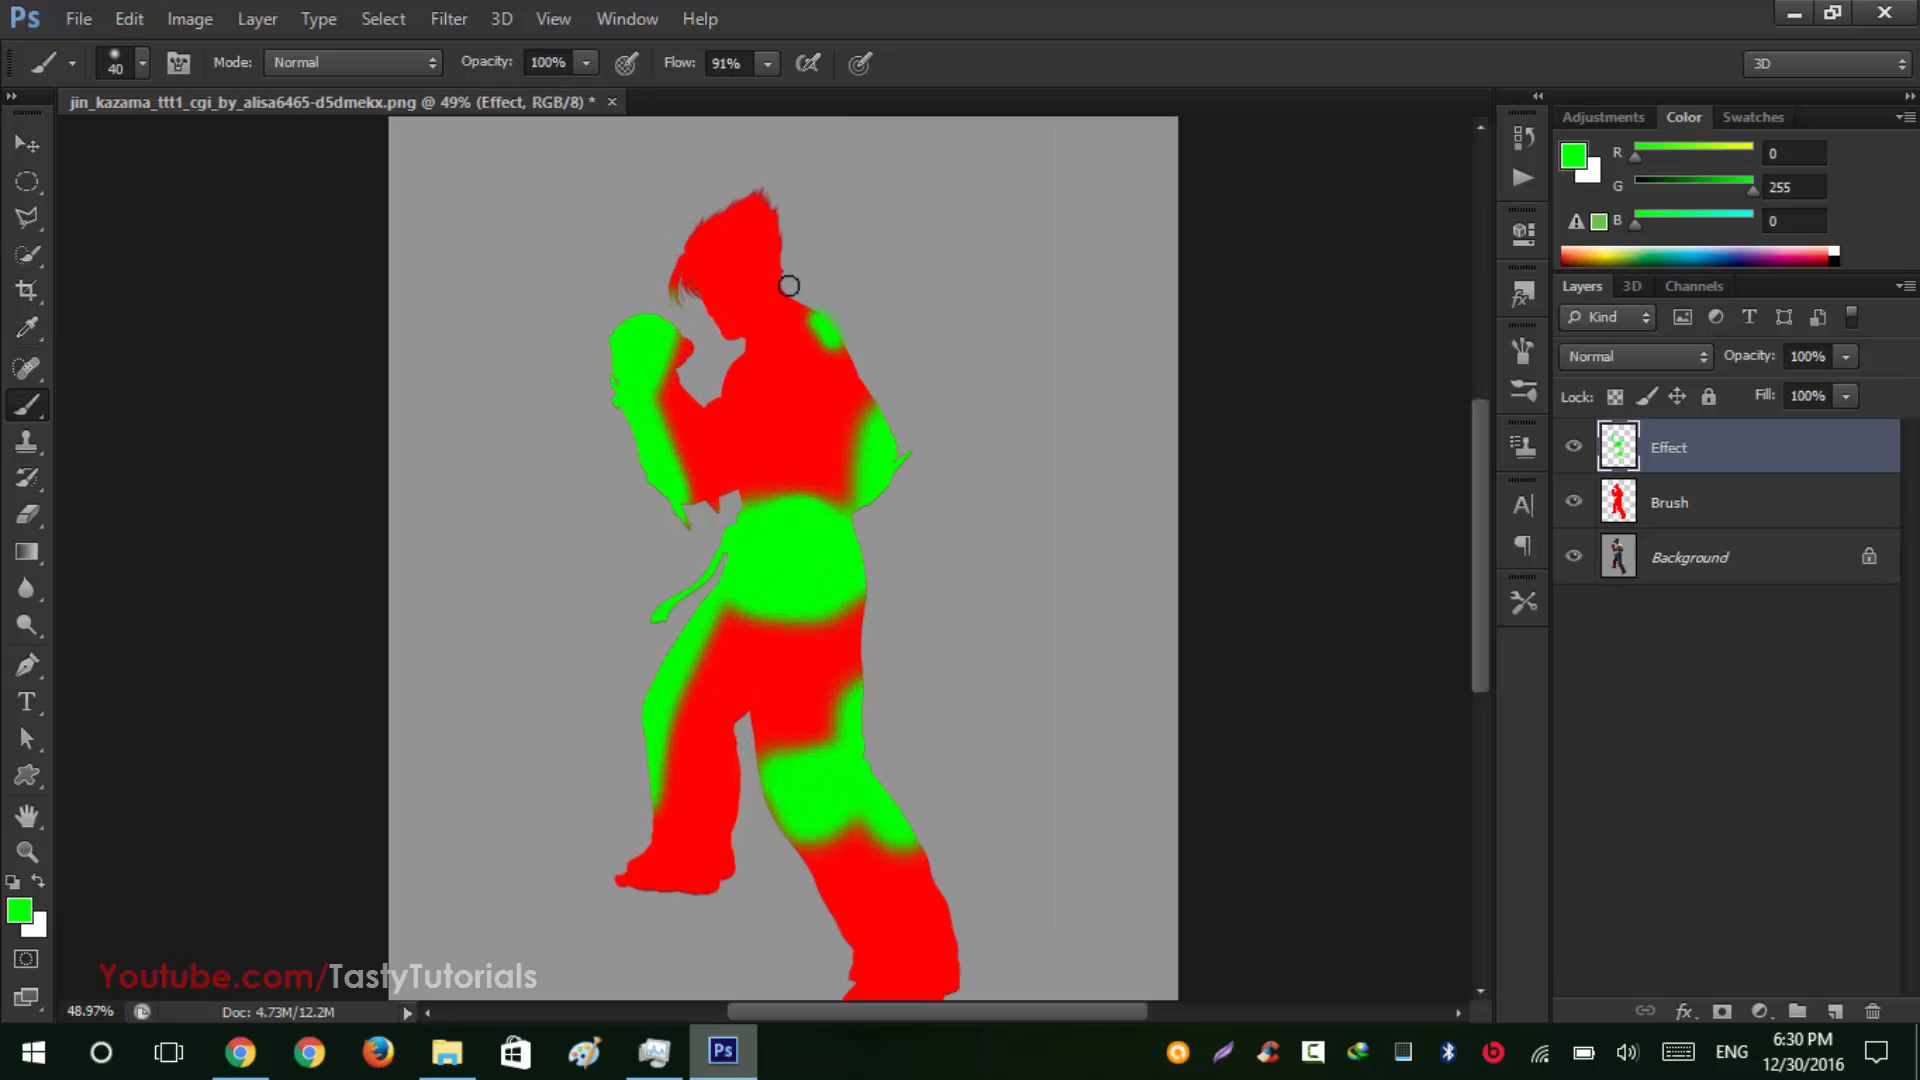 Ps File Edit Image Layer Type Select Filter 3D View Window Help
40 Mode: Normal Opacity: 100% Flow: 91% 3D
jin_kazama_ttt1_cgi_by_alisa6465-d5dmekx.png @ 49% (Effect, RGB/8) *
Adjustments Color Swatches
R 0
G 255
B 0
Layers 3D Channels
Kind
Normal Opacity: 100%
Lock: Fill: 100%
Effect
Brush
Background
Youtube.com/TastyTutorials
48.97% Doc: 4.73M/12.2M
Ps ENG 6:30 PM
12/30/2016